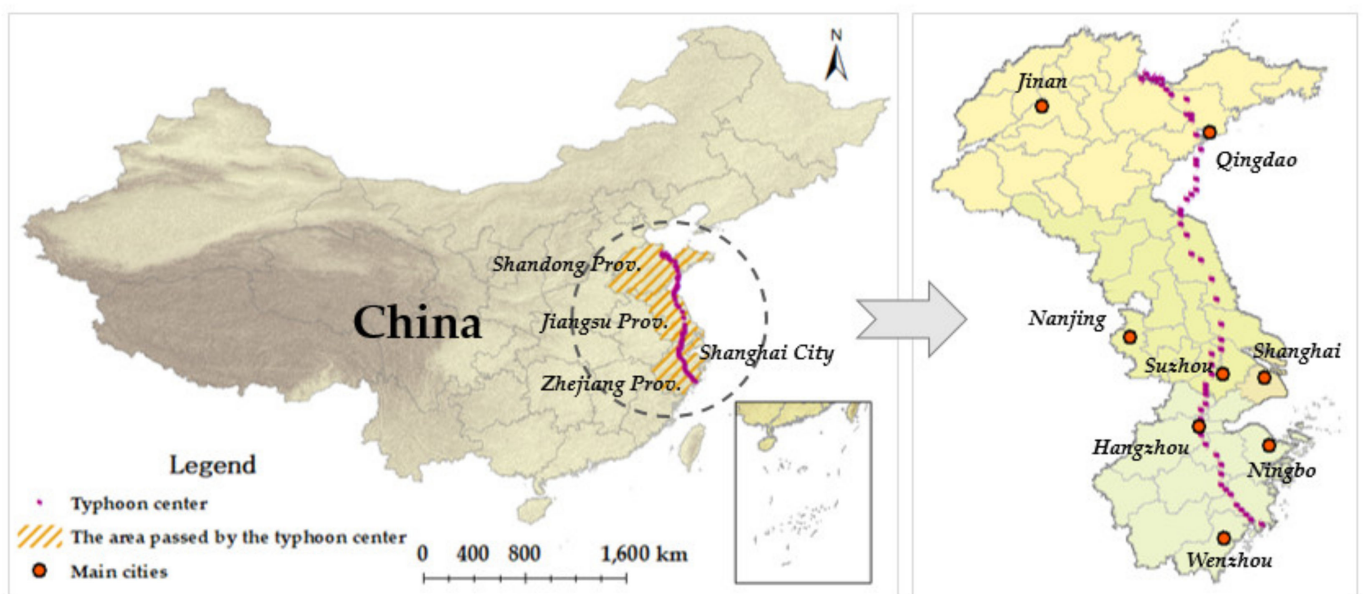 N
Shandong Prov.
China
Jiangsu Prov.
Shanghai City
Zhejiang Prov.
Legend
Typhoon center
The area passed by the typhoon center
Main cities
0 400 800 1,600 km
Jinan
Qingdao
Nanjing
Shanghai
Suzhou
Hangzhou
Ningbo
Wenzhou